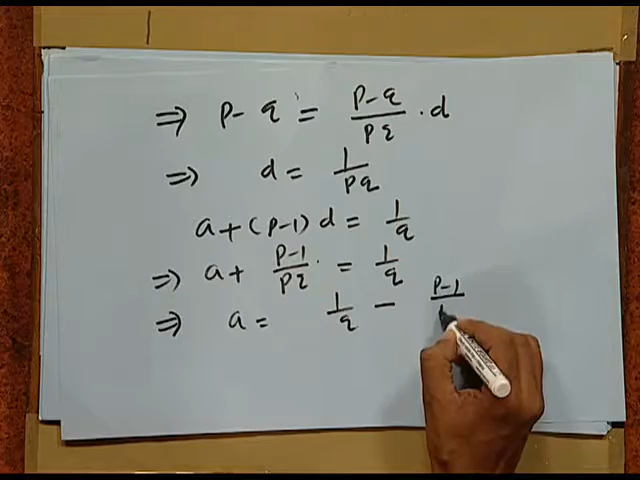 ⇒ p - q = (p-q)/(pq) · d
⇒ d = 1/(pq)
a + (p-1) d = 1/q
⇒ a + (p-1)/(pq) · = 1/q
⇒ a = 1/q - (p-1)/